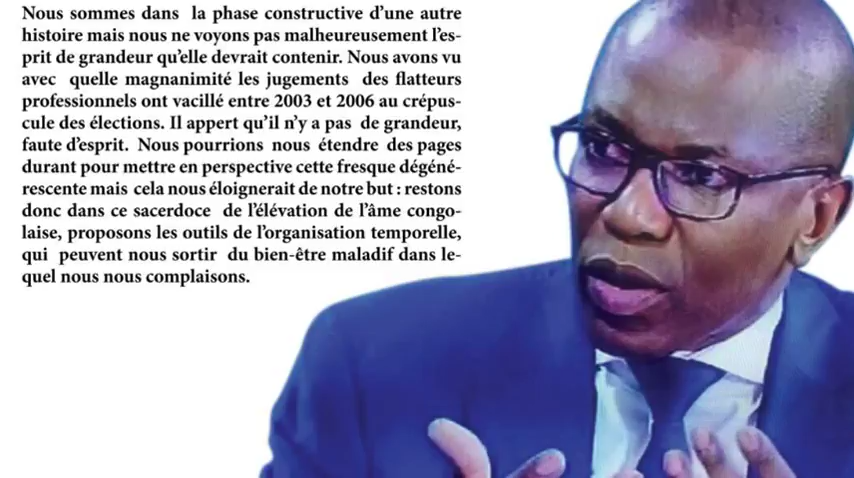 Nous sommes dans la phase constructive d'une autre
histoire mais nous ne voyons pas malheureusement l'es-
prit de grandeur qu'elle devrait contenir. Nous avons vu
avec quelle magnanimité les jugements des flatteurs
professionnels ont vacillé entre 2003 et 2006 au crépus-
cule des élections. Il appert qu'il n'y a pas de grandeur,
faute d'esprit. Nous pourrions nous étendre des pages
durant pour mettre en perspective cette fresque dégéné-
rescente mais cela nous éloignerait de notre but : restons
donc dans ce sacerdoce de l'élévation de l'âme congo-
laise, proposons les outils de l'organisation temporelle,
qui peuvent nous sortir du bien-être maladif dans le-
quel nous nous complaisons.